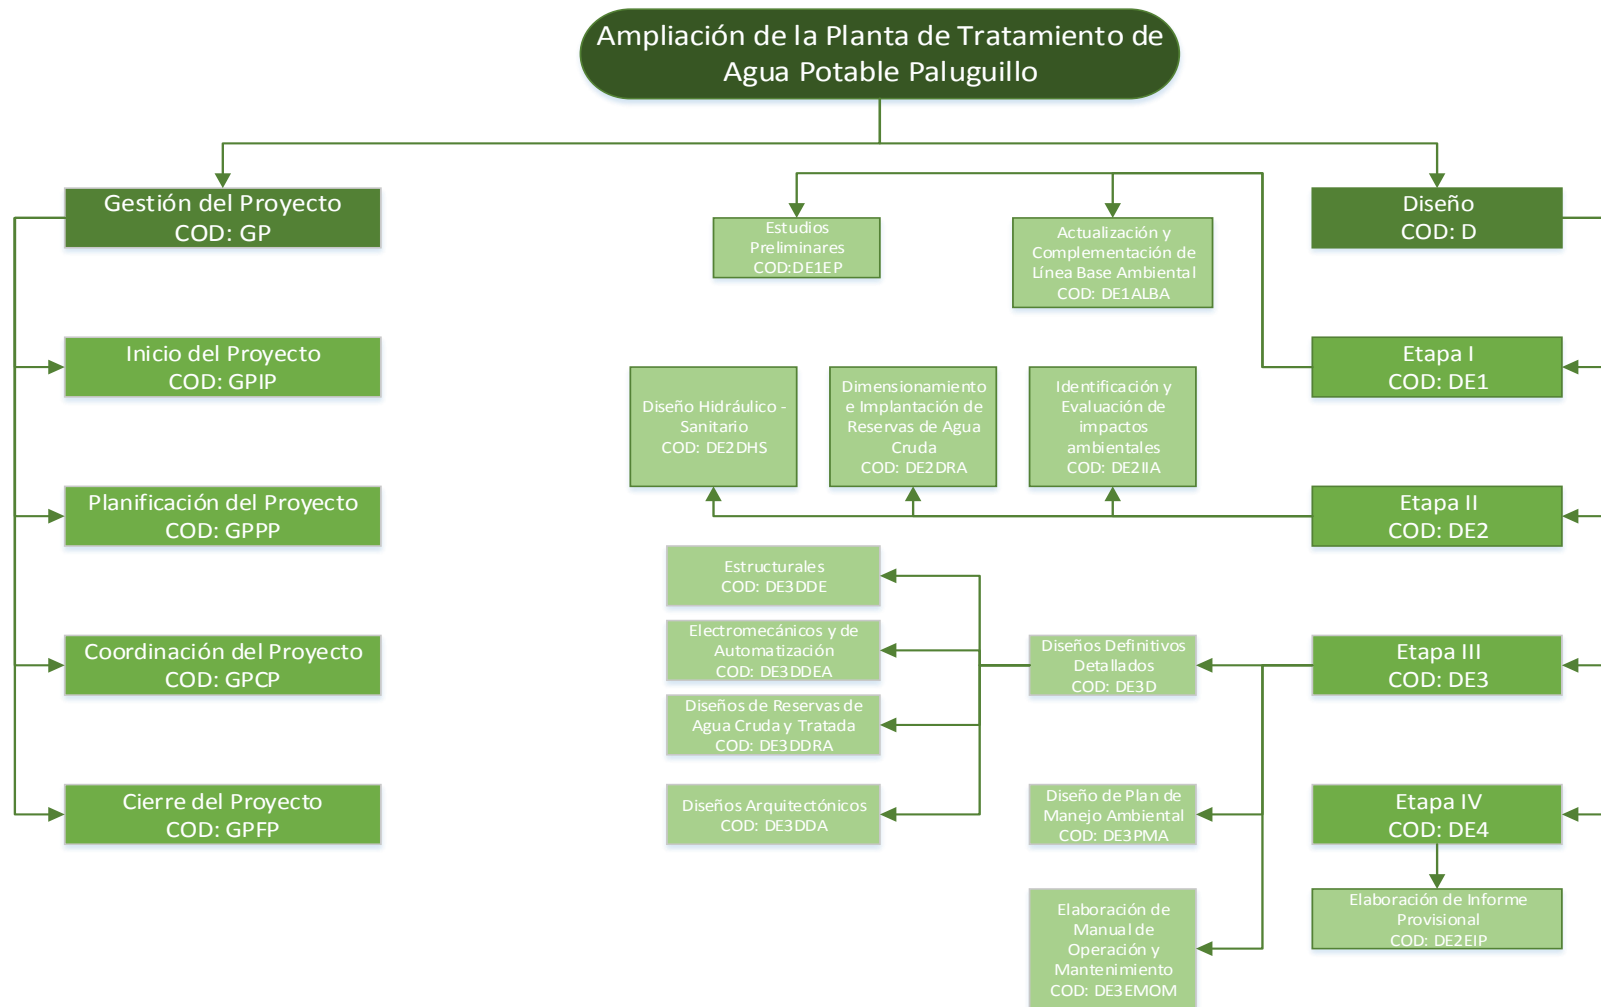 Ampliación de la Planta de Tratamiento de
Agua Potable Paluguillo
Gestión del Proyecto
COD: GP
Inicio del Proyecto
COD: GPIP
Planificación del Proyecto
COD: GPPP
Coordinación del Proyecto
COD: GPCP
Cierre del Proyecto
COD: GPFP
Diseño
COD: D
Etapa I
COD: DE1
Estudios
Preliminares
COD:DE1EP
Actualización y
Complementación de
Línea Base Ambiental
COD: DE1ALBA
Etapa II
COD: DE2
Diseño Hidráulico -
Sanitario
COD: DE2DHS
Dimensionamiento
e Implantación de
Reservas de Agua
Cruda
COD: DE2DRA
Identificación y
Evaluación de
impactos
ambientales
COD: DE2IIA
Etapa III
COD: DE3
Diseños Definitivos
Detallados
COD: DE3D
Estructurales
COD: DE3DDE
Electromecánicos y de
Automatización
COD: DE3DDEA
Diseños de Reservas de
Agua Cruda y Tratada
COD: DE3DDRA
Diseños Arquitectónicos
COD: DE3DDA
Diseño de Plan de
Manejo Ambiental
COD: DE3PMA
Elaboración de
Manual de
Operación y
Mantenimiento
COD: DE3EMOM
Etapa IV
COD: DE4
Elaboración de Informe
Provisional
COD: DE2EIP